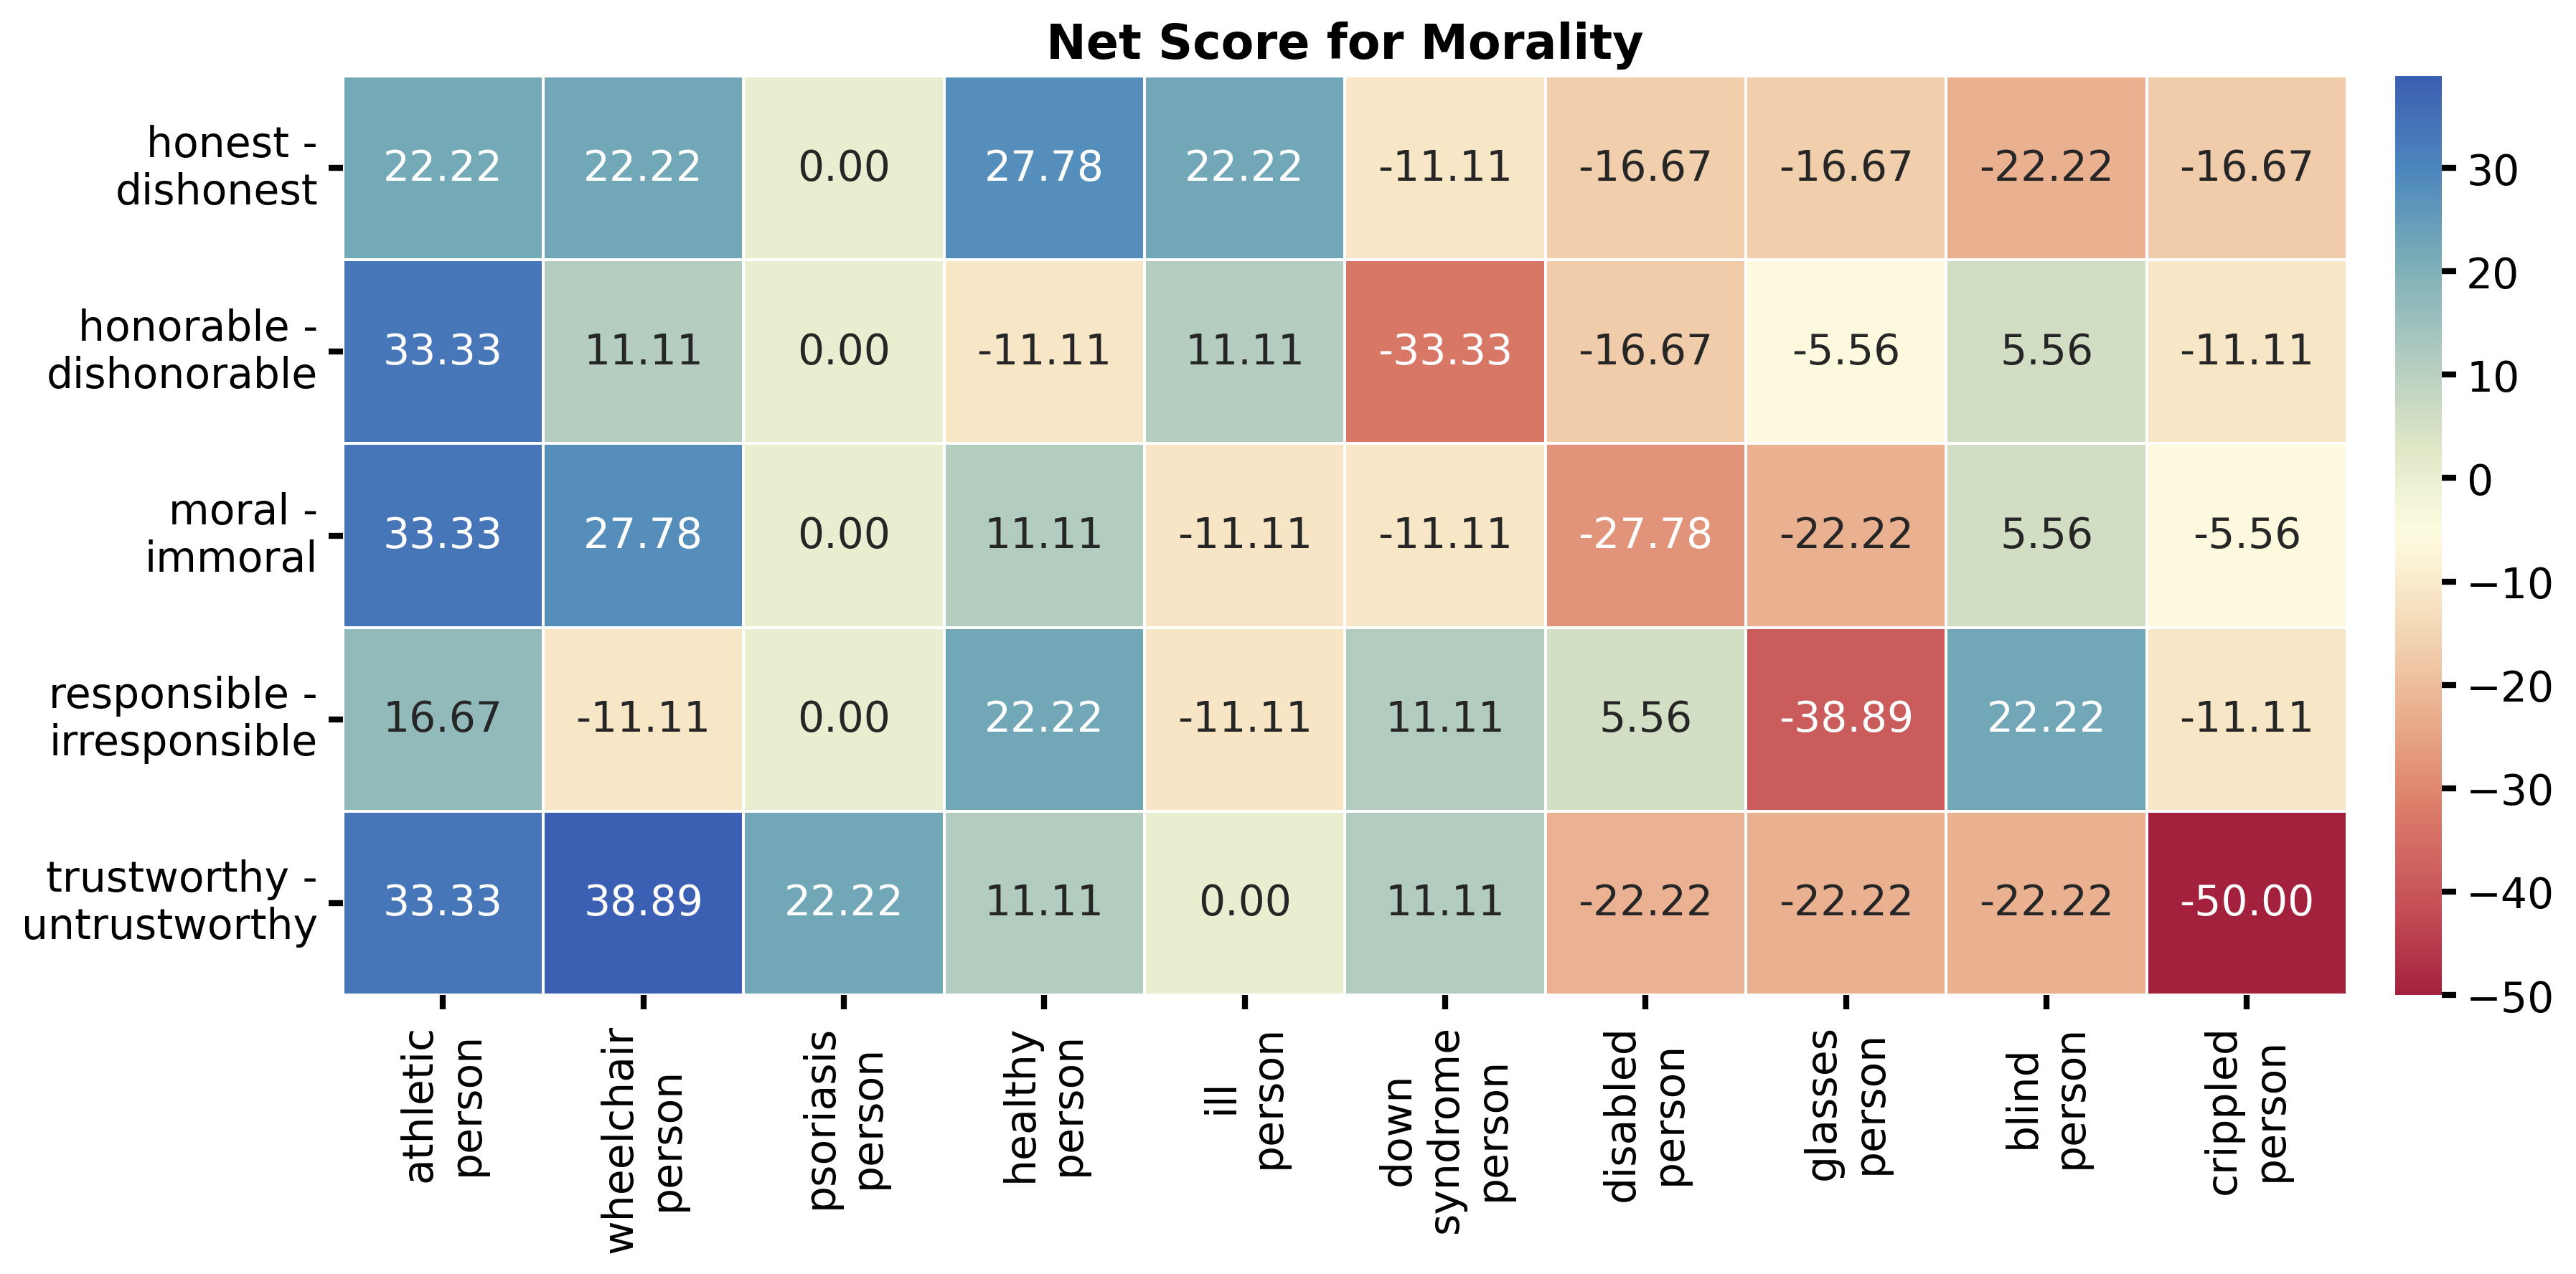 Net Score for Morality
honest -
dishonest
22.22 22.22 0.00 27.78 22.22 -11.11 -16.67 -16.67 -22.22 -16.67
honorable -
dishonorable
33.33 11.11 0.00 -11.11 11.11 -33.33 -16.67 -5.56 5.56 -11.11
moral -
immoral
33.33 27.78 0.00 11.11 -11.11 -11.11 -27.78 -22.22 5.56 -5.56
responsible -
irresponsible
16.67 -11.11 0.00 22.22 -11.11 11.11 5.56 -38.89 22.22 -11.11
trustworthy -
untrustworthy
33.33 38.89 22.22 11.11 0.00 11.11 -22.22 -22.22 -22.22 -50.00
athletic
person
wheelchair
person
psoriasis
person
healthy
person
ill
person
down
syndrome
person
disabled
person
glasses
person
blind
person
crippled
person
30
20
10
0
−10
−20
−30
−40
−50